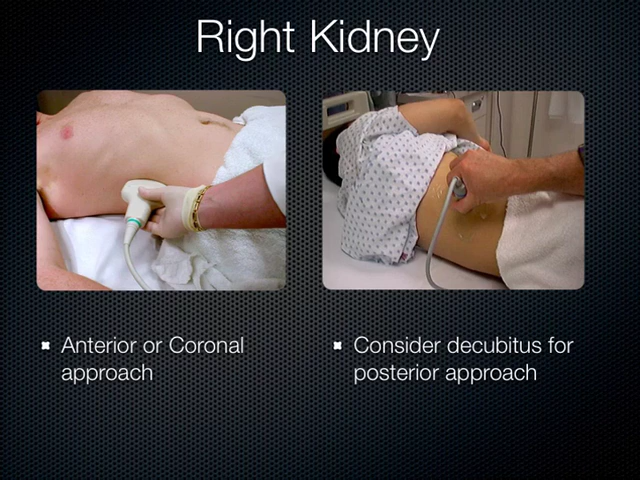 Right Kidney
Anterior or Coronal
approach
Consider decubitus for
posterior approach